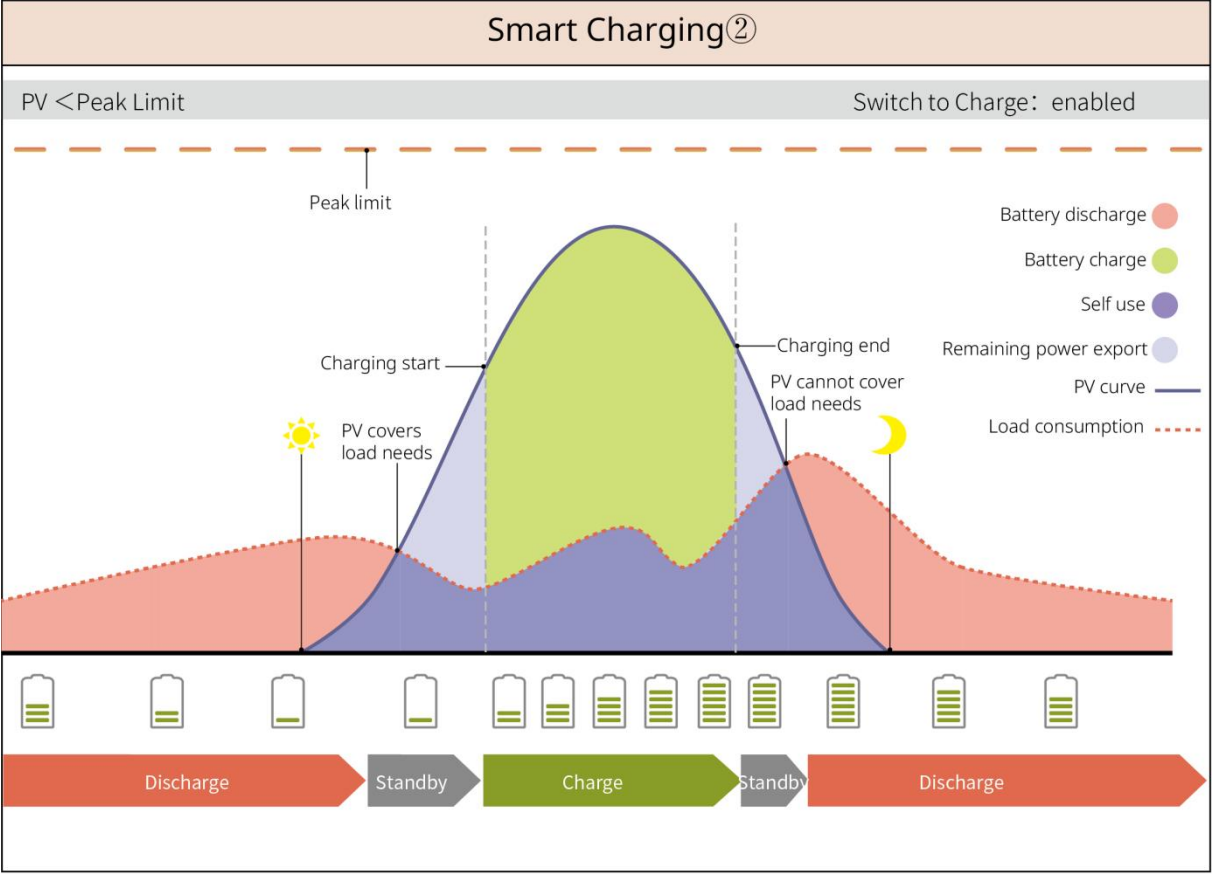 Smart Charging②
PV ＜Peak Limit
Switch to Charge：enabled
Peak limit
Battery discharge
Battery charge
Self use
Remaining power export
PV curve
Load consumption
Charging start
Charging end
PV cannot cover
load needs
PV covers
load needs
Discharge
Standby
Charge
Standby
Discharge